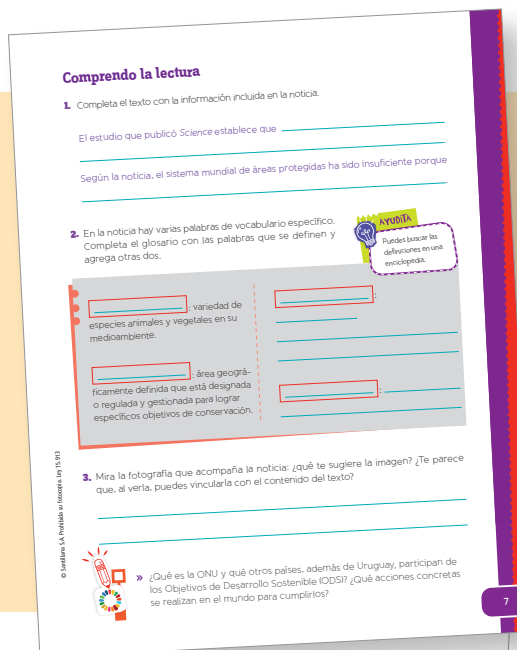 Comprendo la lectura
1. Completa el texto con la información incluida en la noticia.
El estudio que publicó Science establece que
Según la noticia, el sistema mundial de áreas protegidas ha sido insuficiente porque
2. En la noticia hay varias palabras de vocabulario específico.
Completa el glosario con las palabras que se definen y
agrega otras dos.
AYUDITA
Puedes buscar las
definiciones en una
enciclopedia.
: variedad de
especies animales y vegetales en su
medioambiente.
: área geográ-
ficamente definida que está designada
o regulada y gestionada para lograr
específicos objetivos de conservación.
:
:
3. Mira la fotografía que acompaña la noticia: ¿qué te sugiere la imagen? ¿Te parece
que, al verla, puedes vincularla con el contenido del texto?
» ¿Qué es la ONU y qué otros países, además de Uruguay, participan de
los Objetivos de Desarrollo Sostenible (ODS)? ¿Qué acciones concretas
se realizan en el mundo para cumplirlos?
© Santillana S.A. Prohibida su fotocopia. Ley 15.913
7